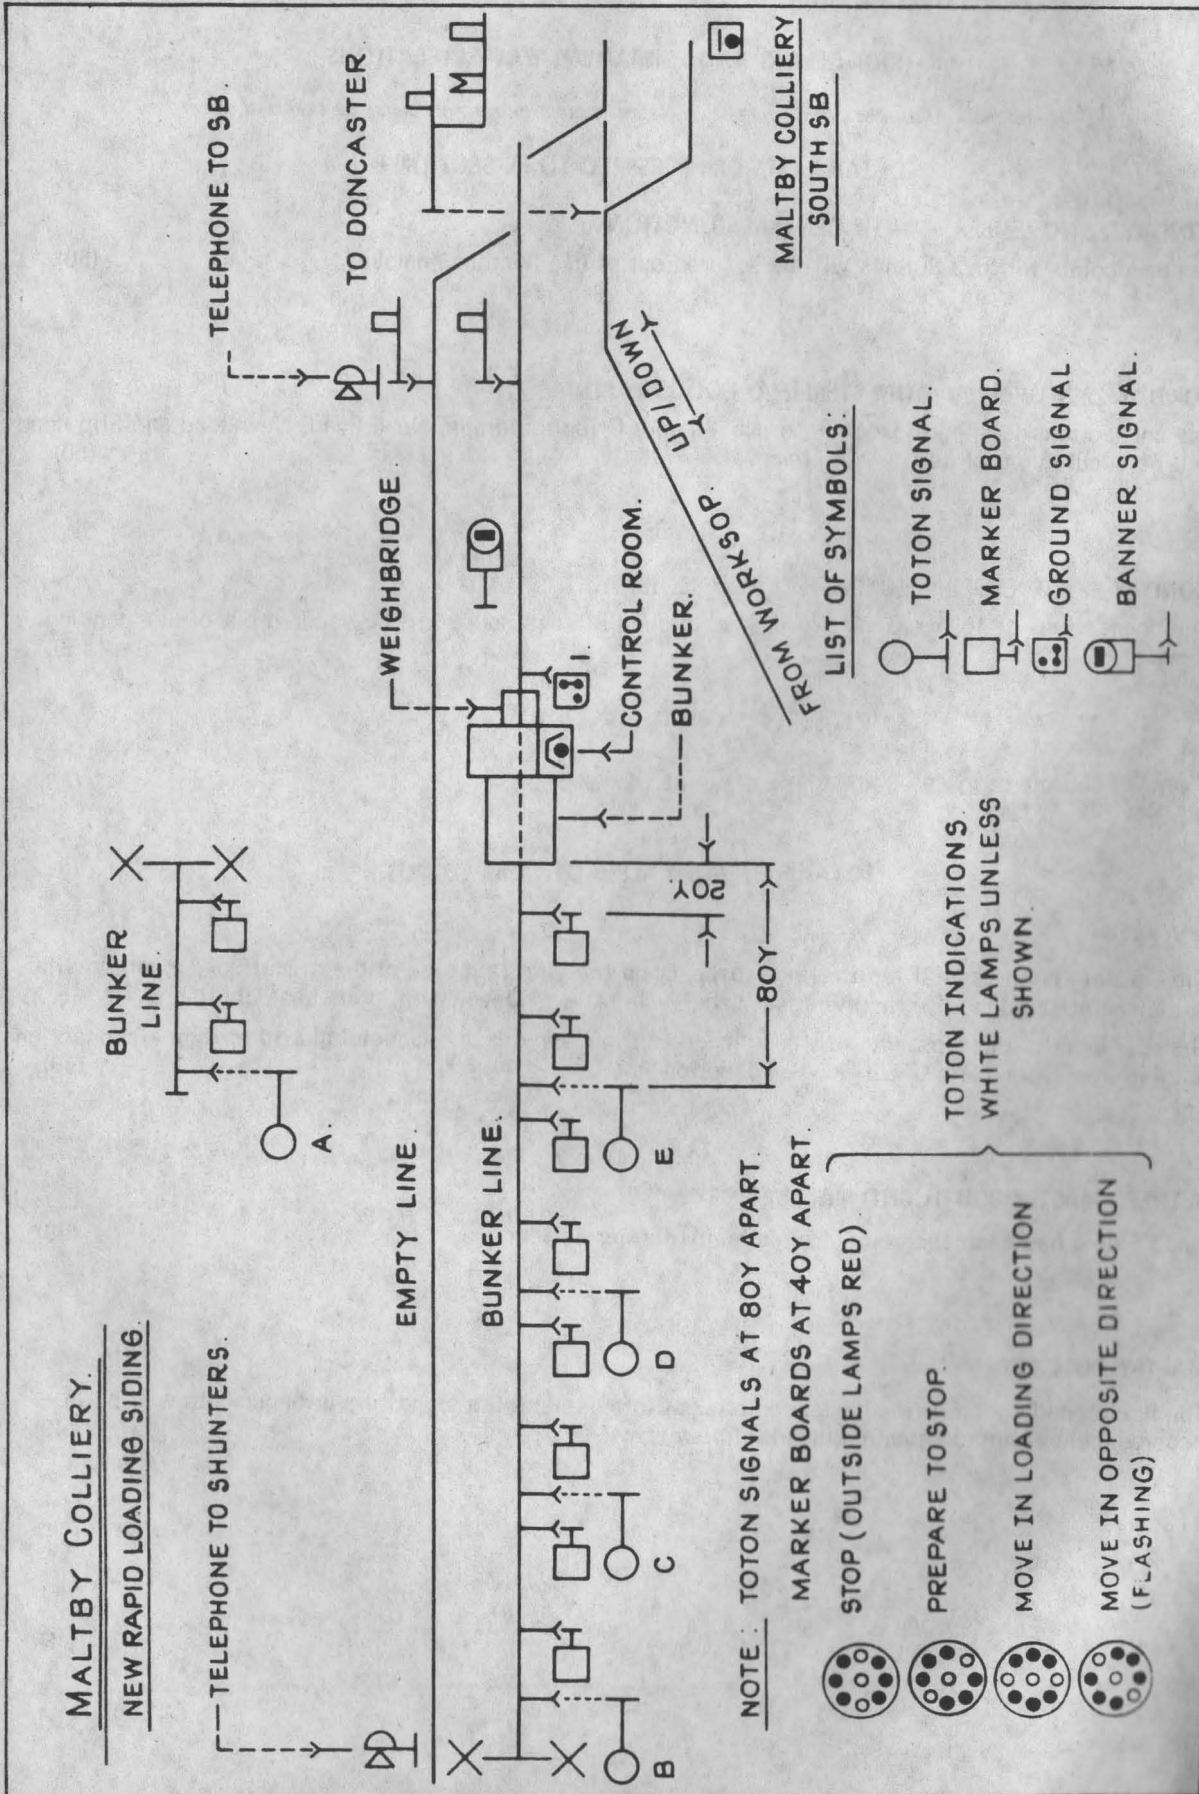 MALTBY COLLIERY.
NEW RAPID LOADING SIDING.
TELEPHONE TO SHUNTERS.
BUNKER
LINE.
A.
TELEPHONE TO SB.
TO DONCASTER
WEIGHBRIDGE
EMPTY LINE.
BUNKER LINE.
M
1.
CONTROL ROOM.
BUNKER.
B
C
D
E
20Y.
80Y
FROM WORKSOP.
UP/DOWN
MALTBY COLLIERY
SOUTH SB.
NOTE: TOTON SIGNALS AT 80Y APART.
MARKER BOARDS AT 40Y APART.
STOP (OUTSIDE LAMPS RED)
PREPARE TO STOP.
MOVE IN LOADING DIRECTION
MOVE IN OPPOSITE DIRECTION
(FLASHING)
TOTON INDICATIONS.
WHITE LAMPS UNLESS
SHOWN.
LIST OF SYMBOLS:
TOTON SIGNAL.
MARKER BOARD.
GROUND SIGNAL
BANNER SIGNAL.